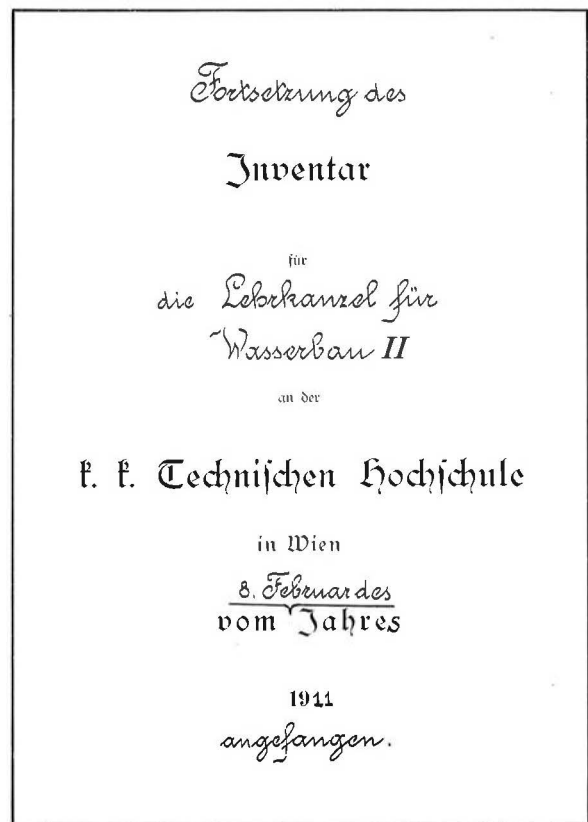 Fortsetzung des
Inventar
für
die Lehrkanzel für
Wasserbau II
an der
k. k. Technischen Hochschule
in Wien
8. Februar des
vom Jahres
1911
angefangen.